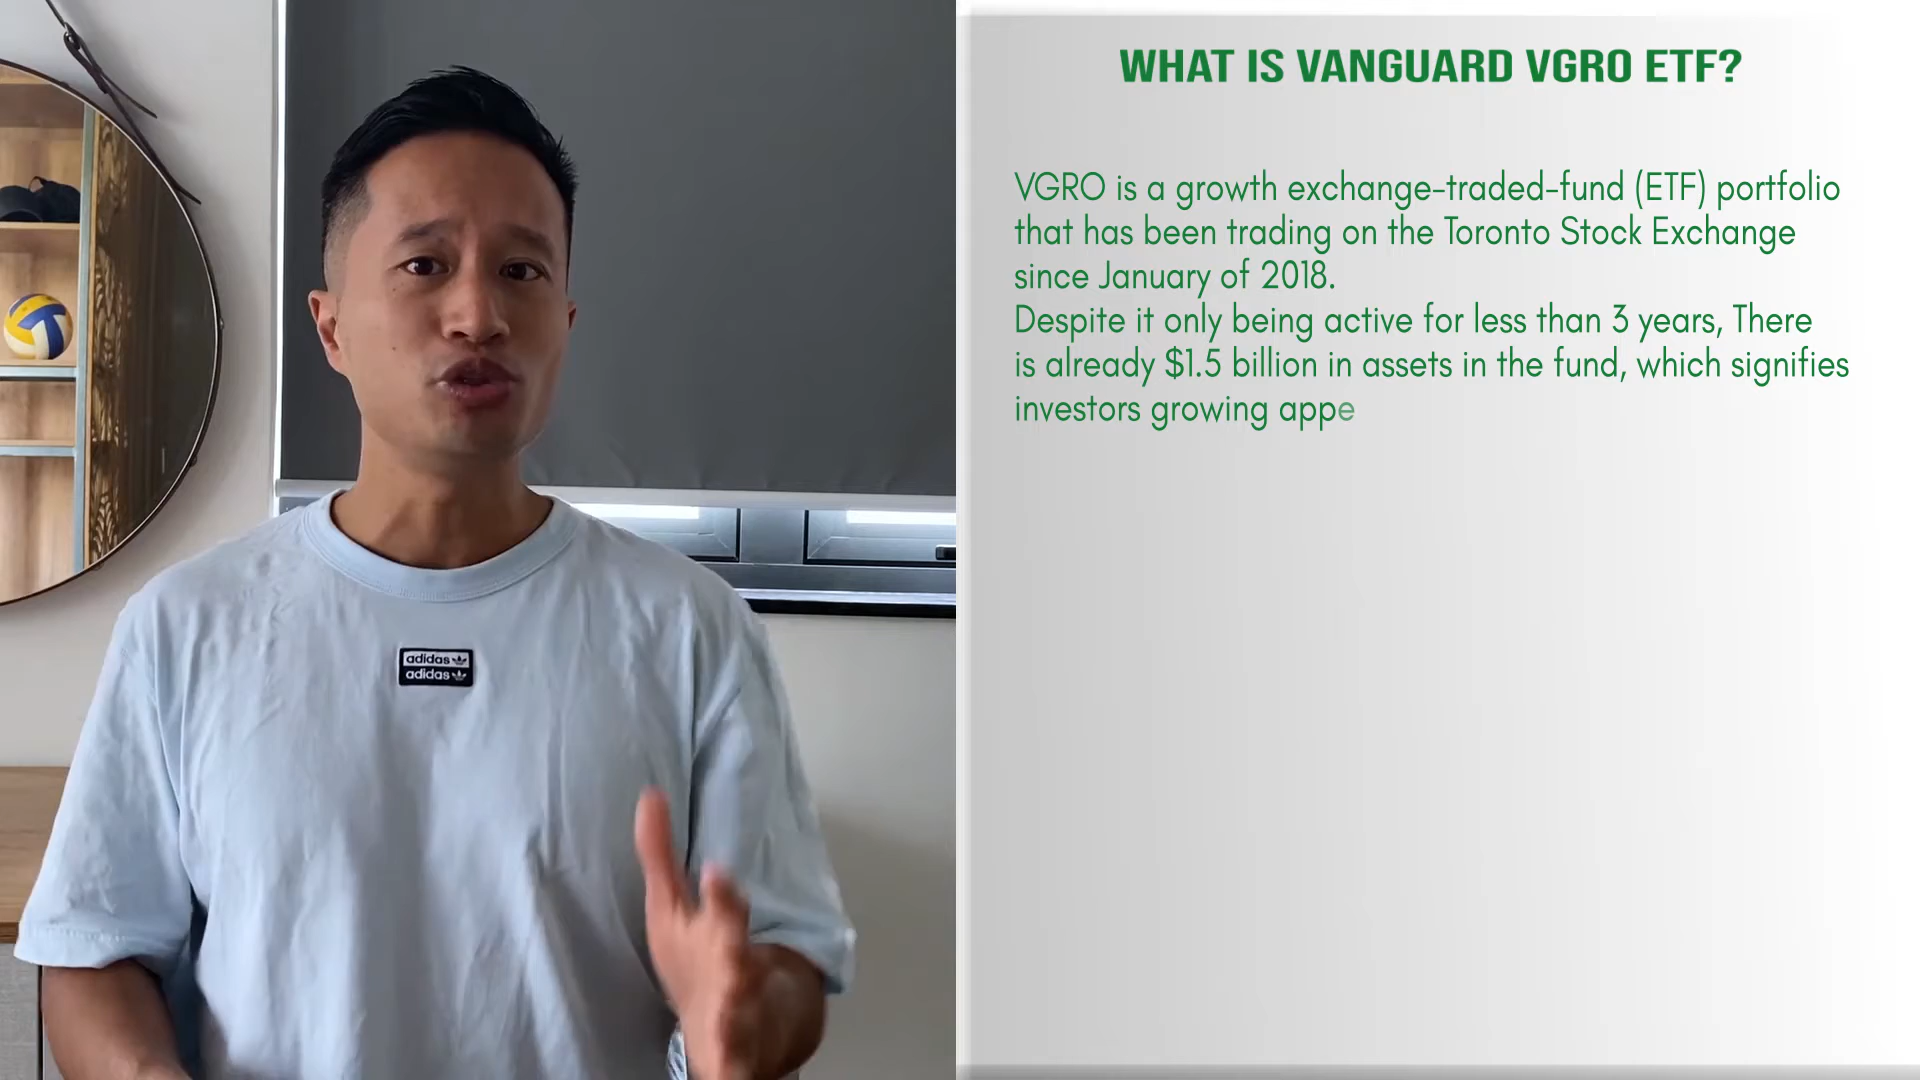 WHAT IS VANGUARD VGRO ETF?
VGRO is a growth exchange-traded-fund (ETF) portfolio
that has been trading on the Toronto Stock Exchange
since January of 2018.
Despite it only being active for less than 3 years, There
is already $1.5 billion in assets in the fund, which signifies
investors growing appe
adidas
adidas